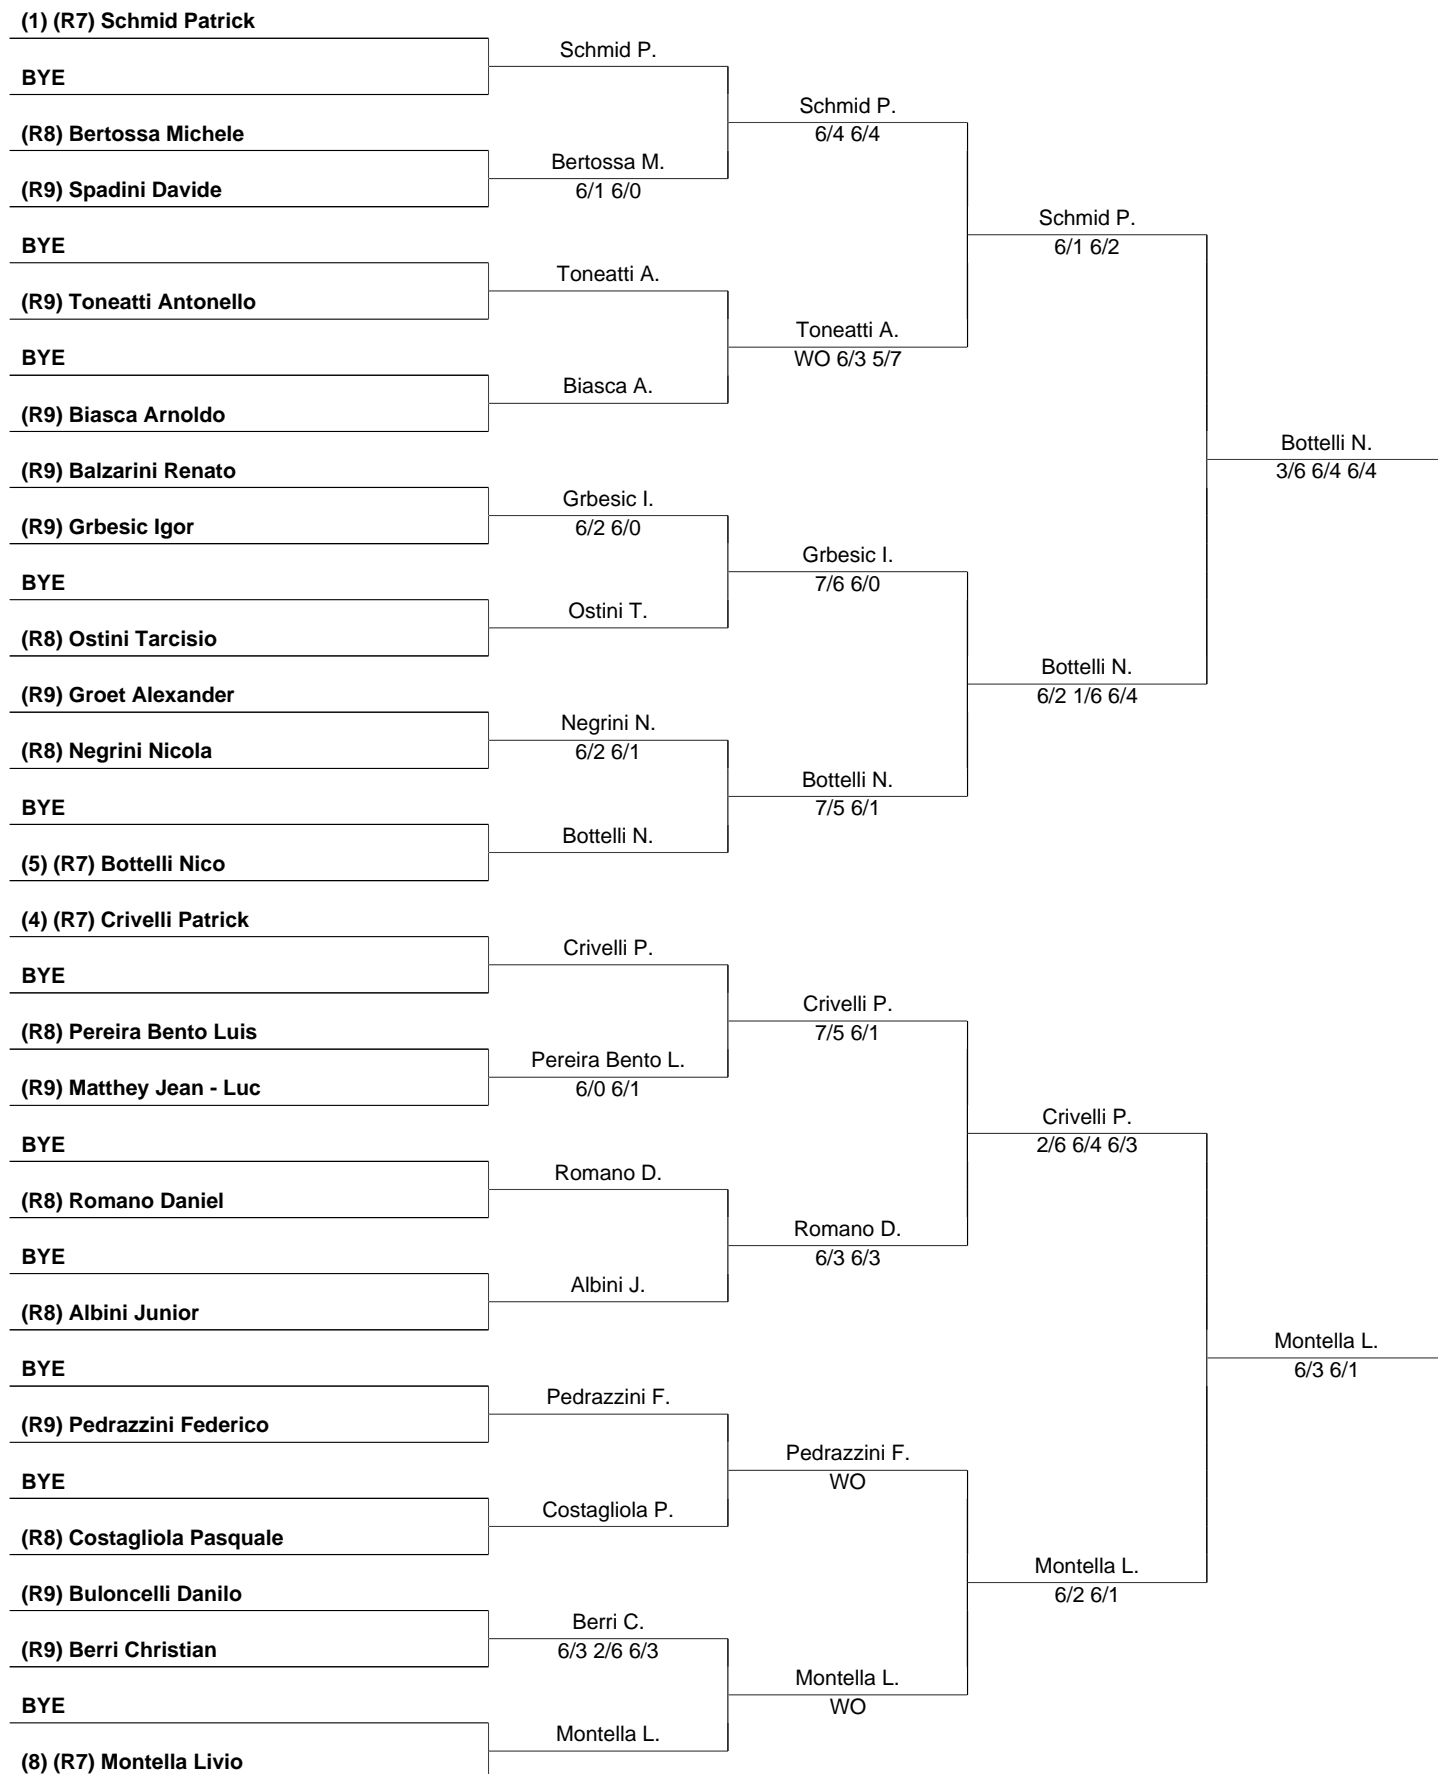 (1) (R7) Schmid Patrick
Schmid P.
BYE
Schmid P.
6/4 6/4
(R8) Bertossa Michele
Bertossa M.
6/1 6/0
(R9) Spadini Davide
Schmid P.
6/1 6/2
BYE
Toneatti A.
(R9) Toneatti Antonello
Toneatti A.
WO 6/3 5/7
BYE
Biasca A.
(R9) Biasca Arnoldo
Bottelli N.
3/6 6/4 6/4
(R9) Balzarini Renato
Grbesic I.
6/2 6/0
(R9) Grbesic Igor
Grbesic I.
7/6 6/0
BYE
Ostini T.
(R8) Ostini Tarcisio
Bottelli N.
6/2 1/6 6/4
(R9) Groet Alexander
Negrini N.
6/2 6/1
(R8) Negrini Nicola
Bottelli N.
7/5 6/1
BYE
Bottelli N.
(5) (R7) Bottelli Nico
(4) (R7) Crivelli Patrick
Crivelli P.
BYE
Crivelli P.
7/5 6/1
(R8) Pereira Bento Luis
Pereira Bento L.
6/0 6/1
(R9) Matthey Jean - Luc
Crivelli P.
2/6 6/4 6/3
BYE
Romano D.
(R8) Romano Daniel
Romano D.
6/3 6/3
BYE
Albini J.
(R8) Albini Junior
Montella L.
6/3 6/1
BYE
Pedrazzini F.
(R9) Pedrazzini Federico
Pedrazzini F.
WO
BYE
Costagliola P.
(R8) Costagliola Pasquale
Montella L.
6/2 6/1
(R9) Buloncelli Danilo
Berri C.
6/3 2/6 6/3
(R9) Berri Christian
Montella L.
WO
BYE
Montella L.
(8) (R7) Montella Livio